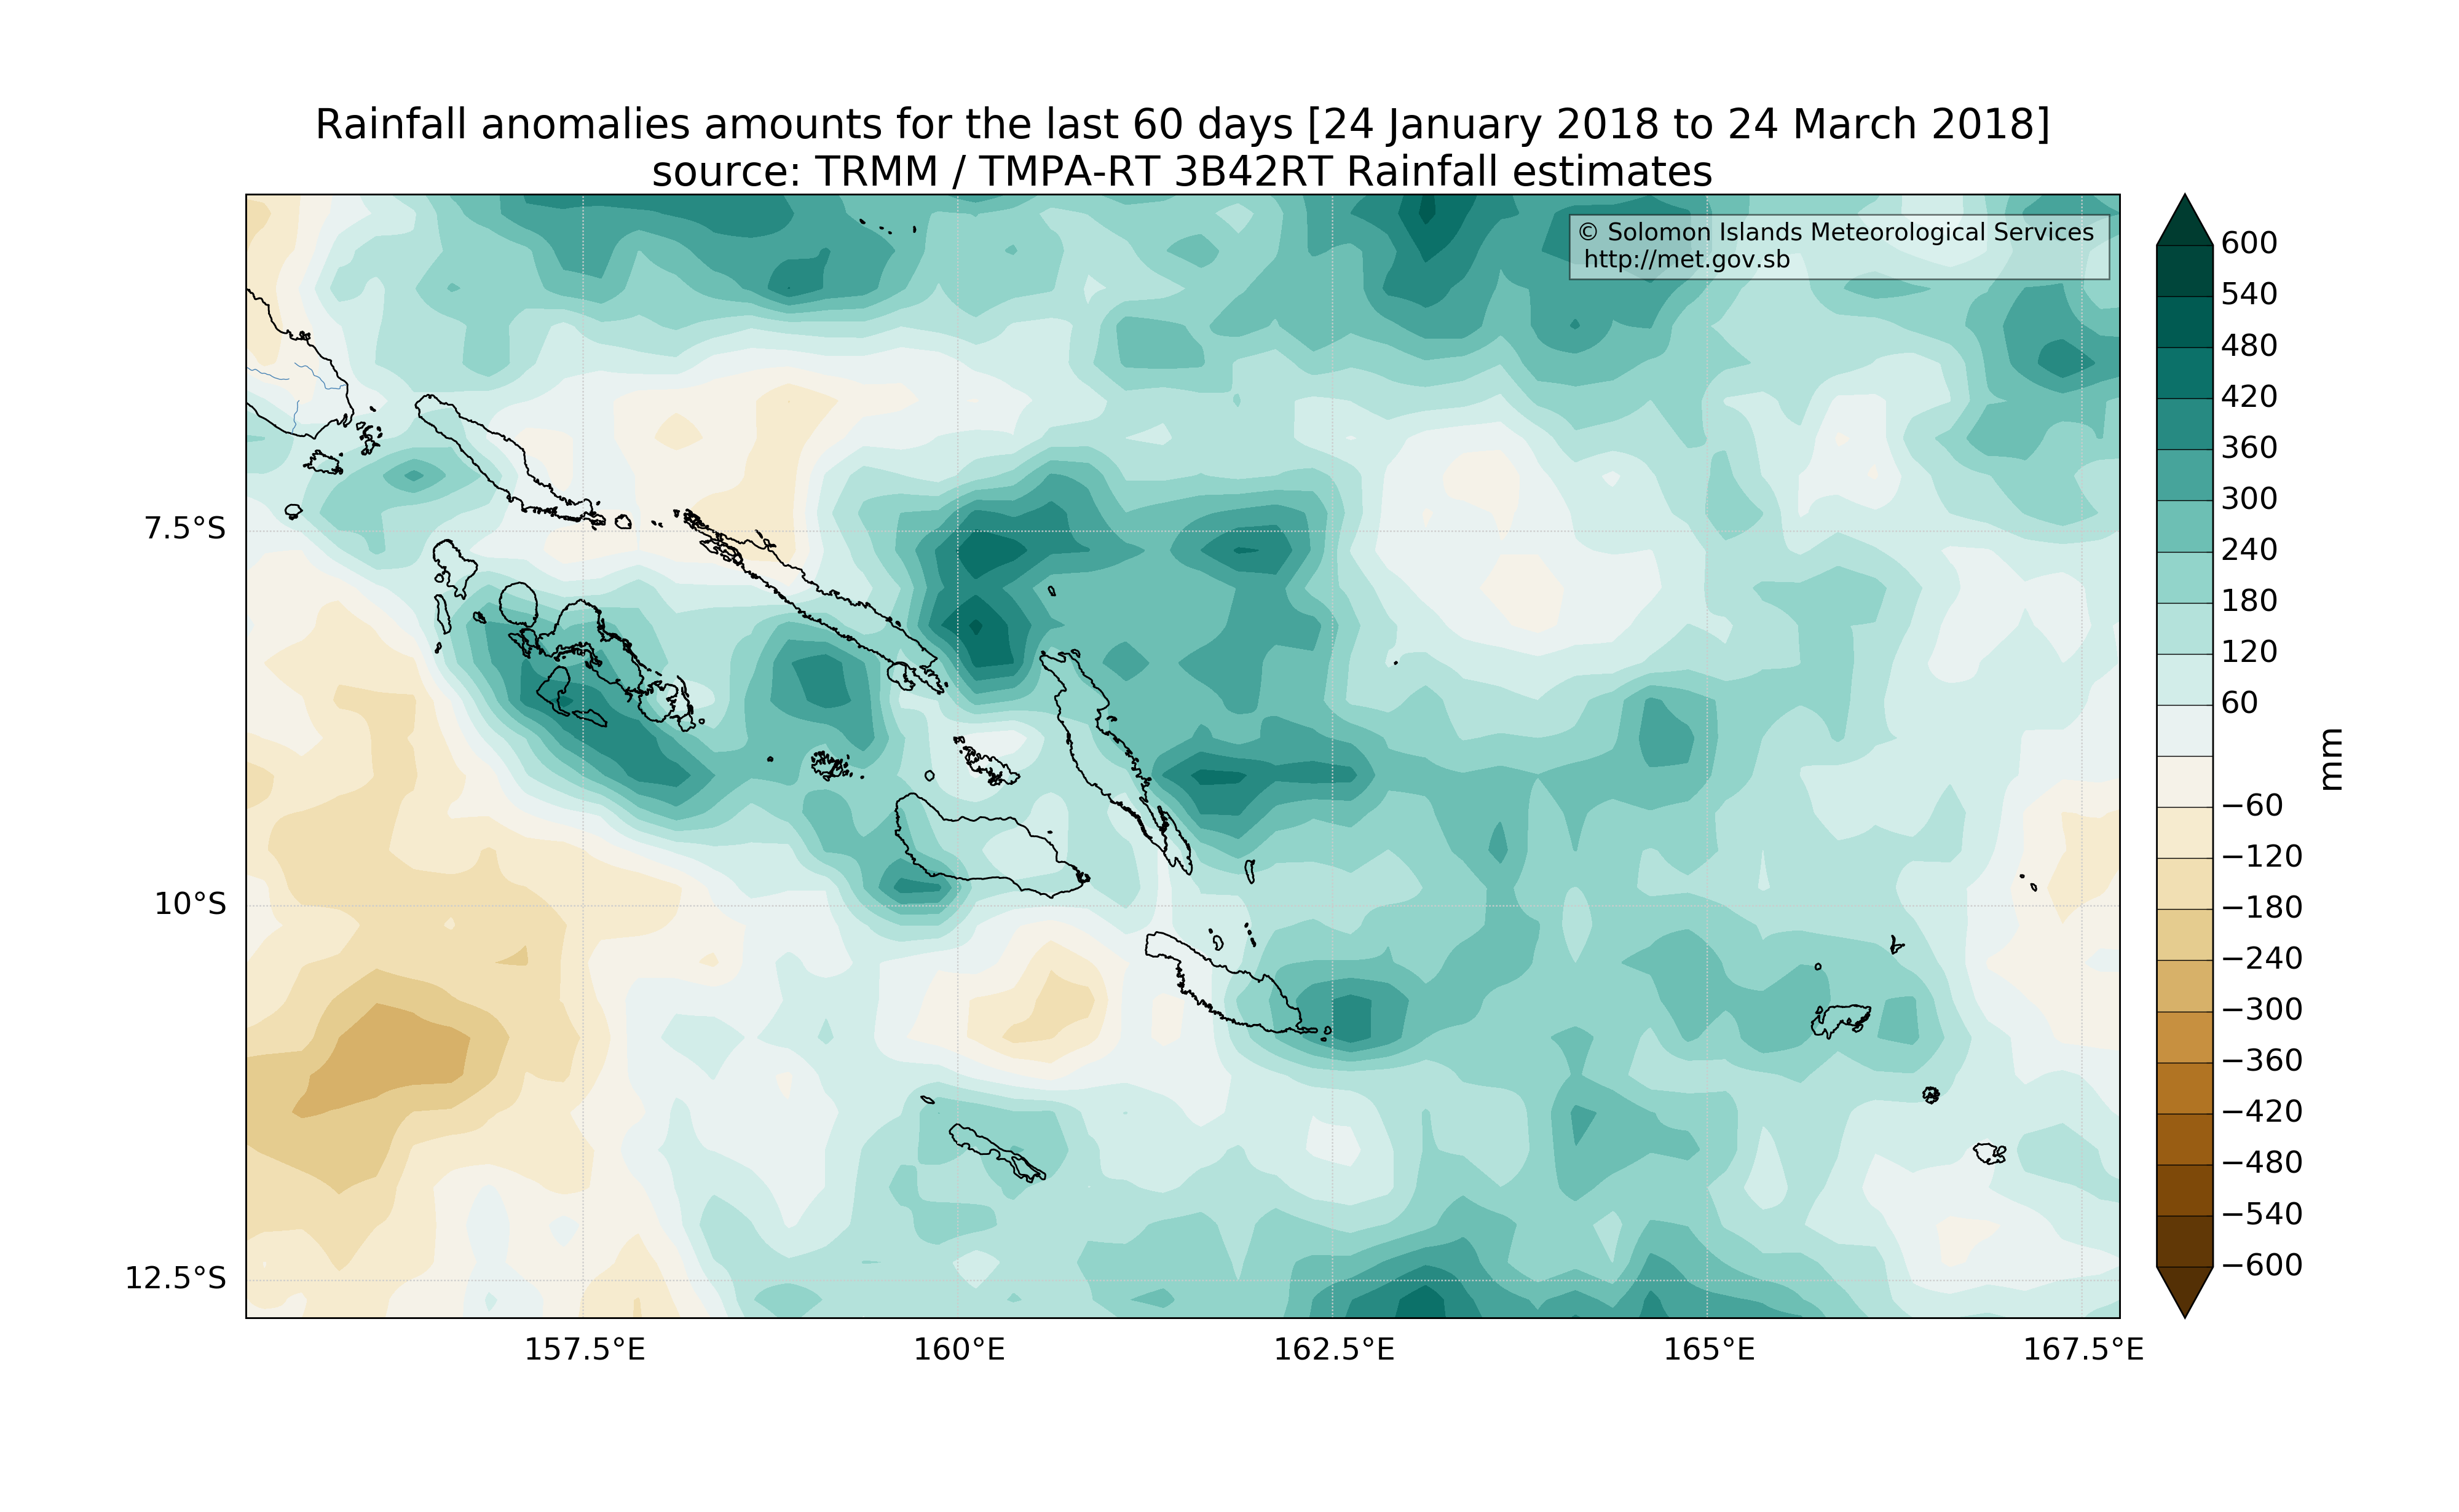 Rainfall anomalies amounts for the last 60 days [24 January 2018 to 24 March 2018]
source: TRMM / TMPA-RT 3B42RT Rainfall estimates
© Solomon Islands Meteorological Services
http://met.gov.sb
7.5°S
10°S
12.5°S
157.5°E
160°E
162.5°E
165°E
167.5°E
600
540
480
420
360
300
240
180
120
60
−60
−120
−180
−240
−300
−360
−420
−480
−540
−600
mm